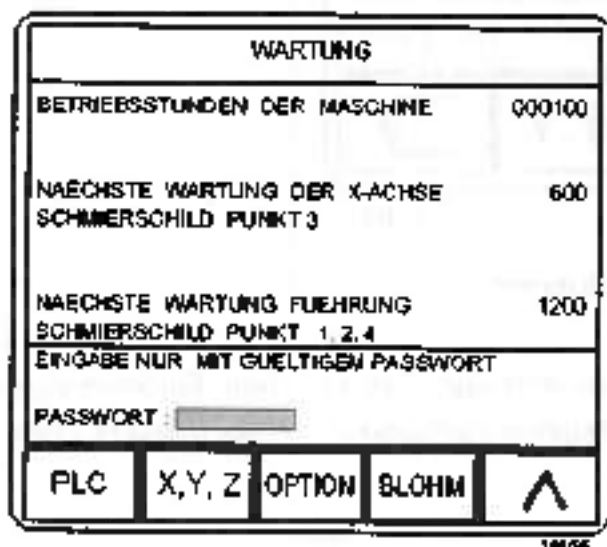 WARTUNG
BETRIEBSSTUNDEN DER MASCHINE 000100
NAECHSTE WARTUNG DER X-ACHSE 600
SCHMIERSCHILD PUNKT 3
NAECHSTE WARTUNG FUEHRUNG 1200
SCHMIERSCHILD PUNKT 1, 2, 4
EINGABE NUR MIT GUELTIGEM PASSWORT
PASSWORT :
PLC X,Y, Z OPTION BLOHM